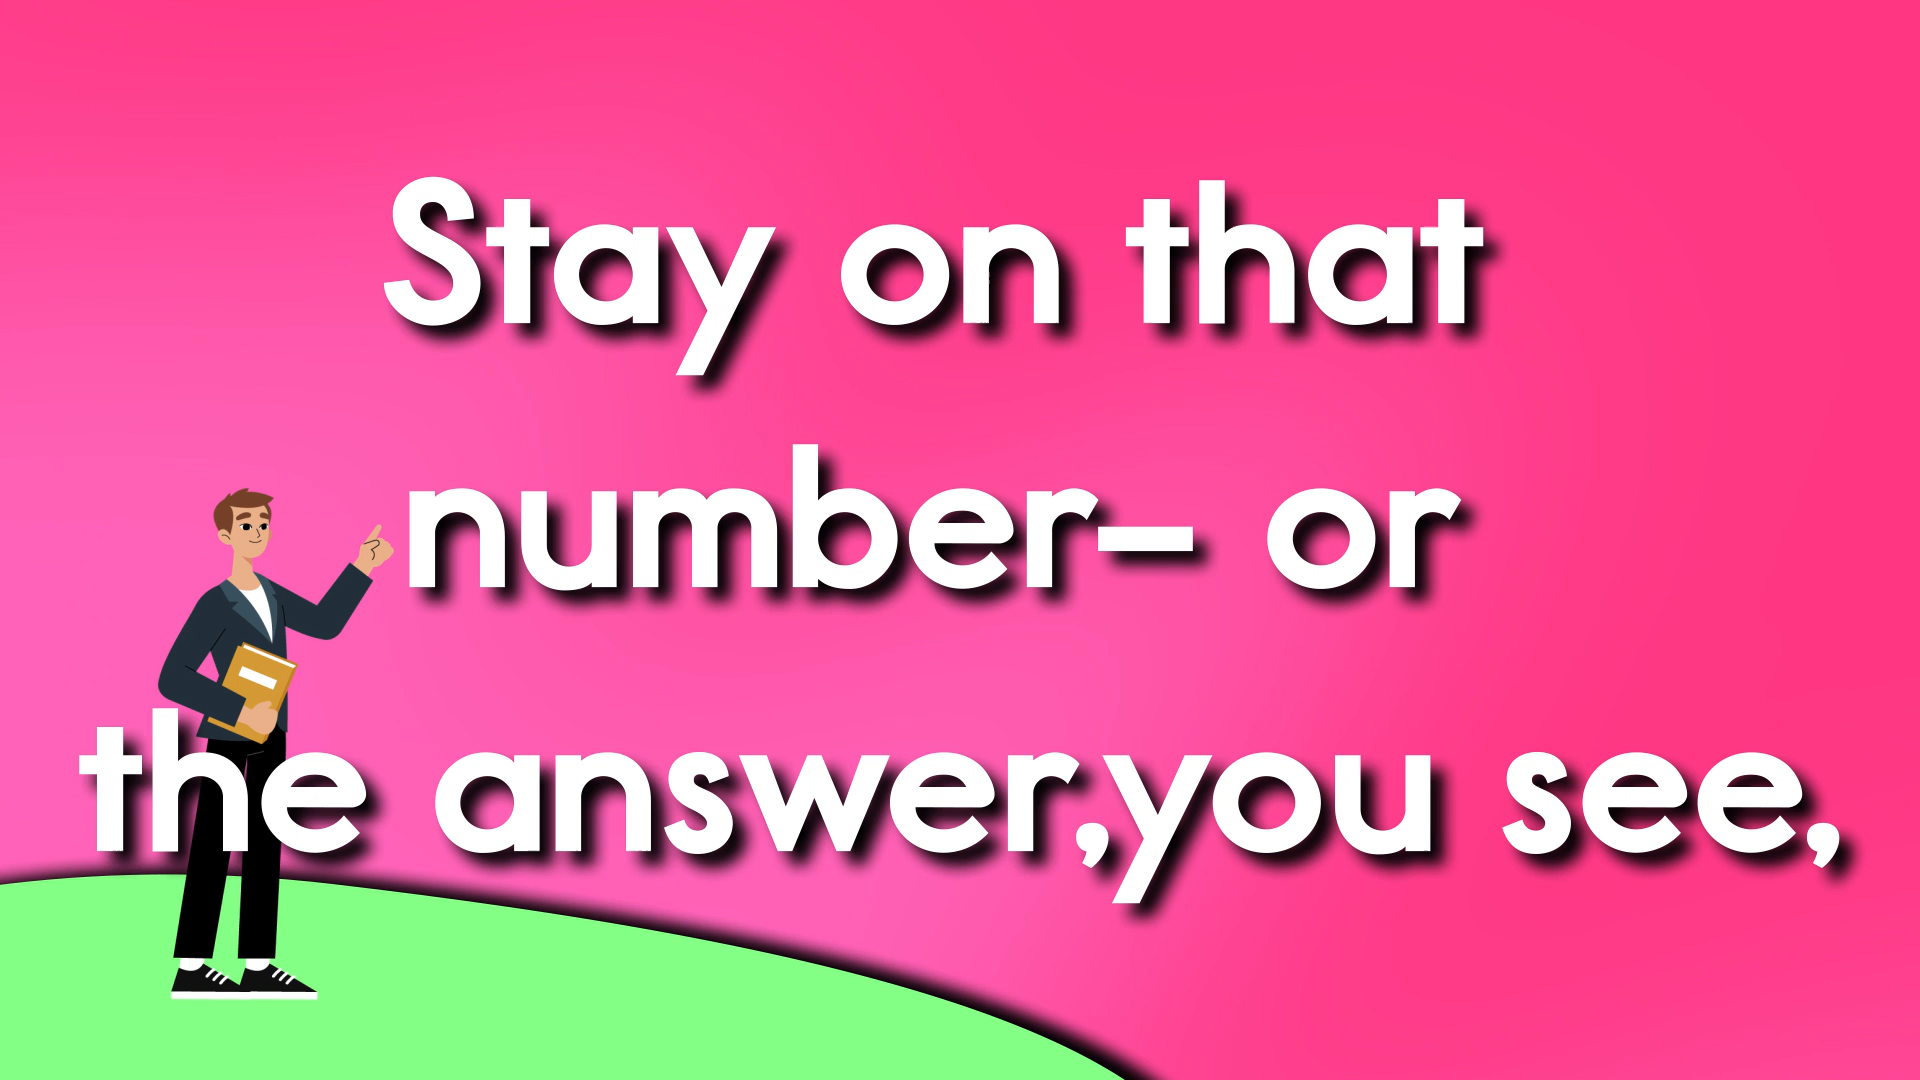 Stay on that
number– or
the answer,you see,